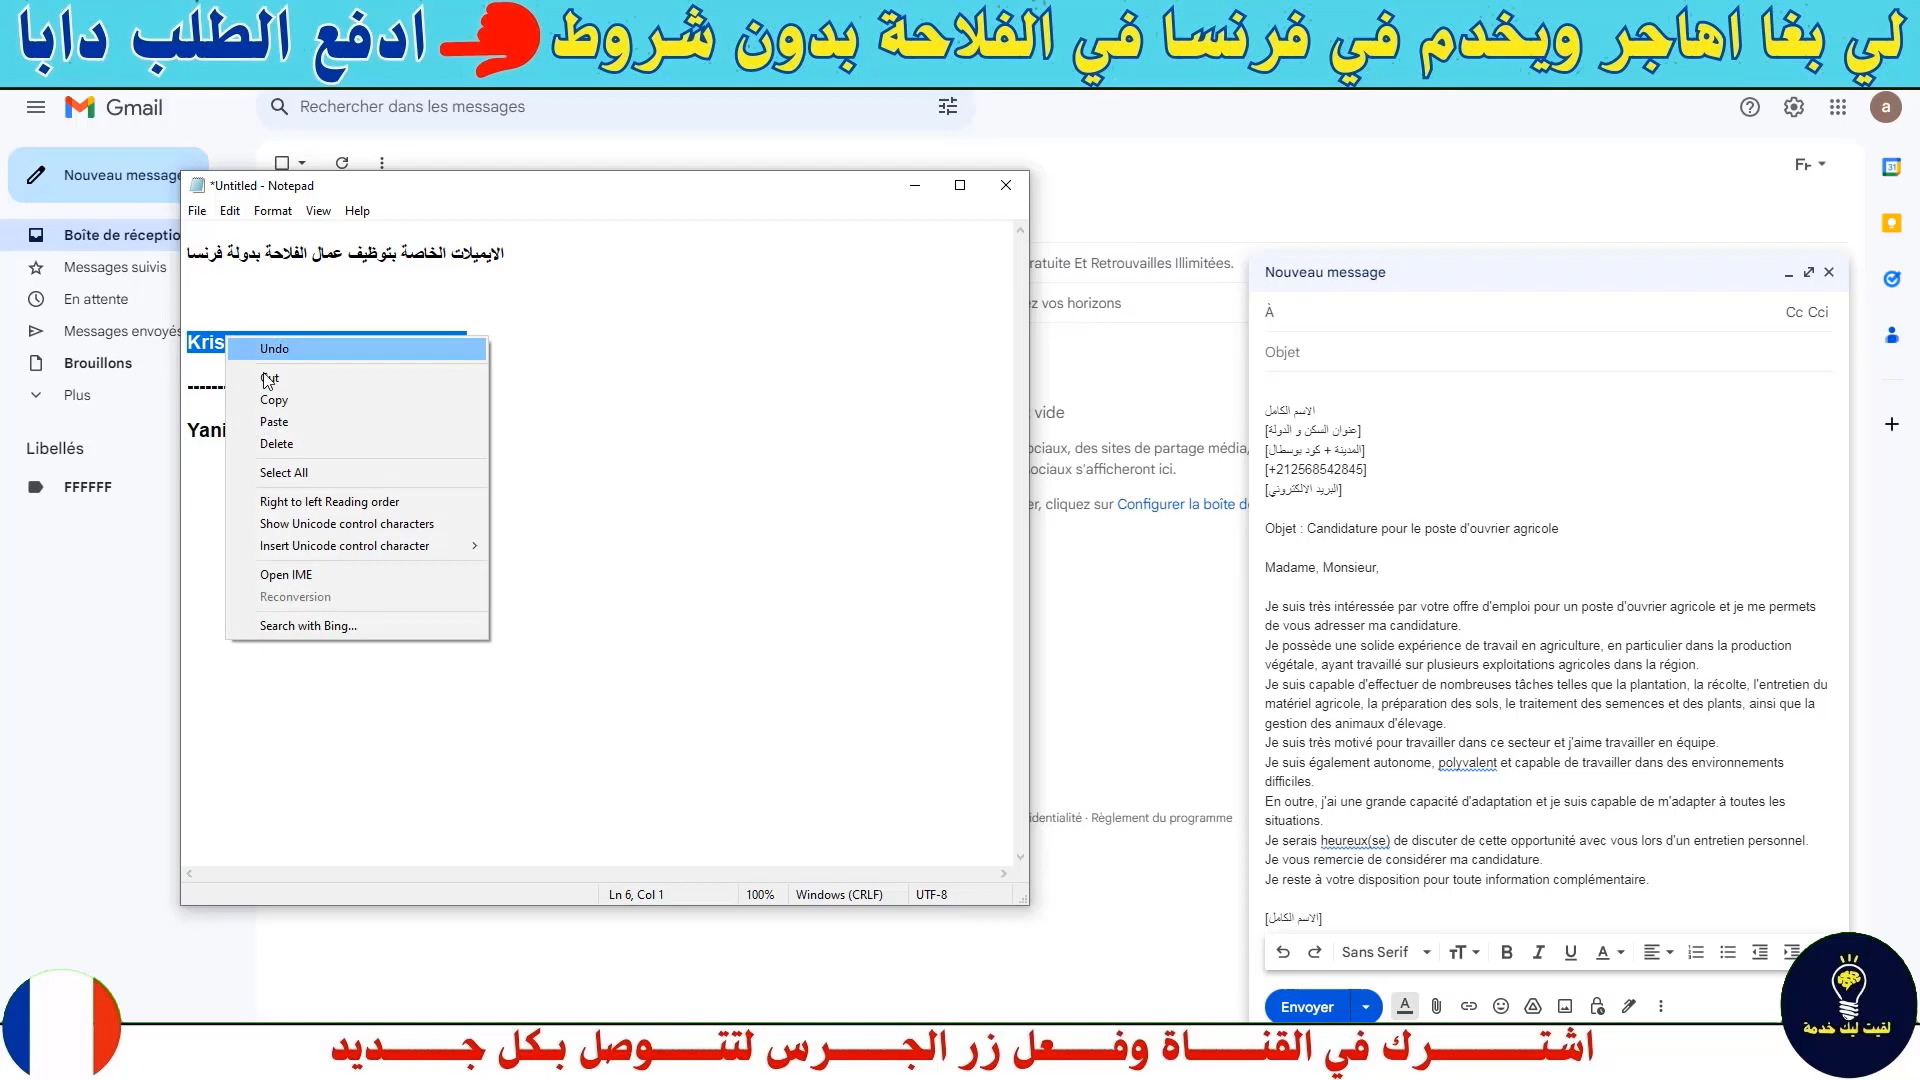 لي بغا اهاجر ويخدم في فرنسا في الفلاحة بدون شروط ادفع الطلب دابا
Gmail
Rechercher dans les messages
a
Nouveau message
Fr
Boîte de réceptio
Messages suivis
En attente
Messages envoyés
Brouillons
Plus
Libellés
FFFFFF
*Untitled - Notepad
File Edit Format View Help
الايميلات الخاصة بتوظيف عمال الفلاحة بدولة فرنسا
Kris
-------
Yani
Undo
Cut
Copy
Paste
Delete
Select All
Right to left Reading order
Show Unicode control characters
Insert Unicode control character
Open IME
Reconversion
Search with Bing...
Ln 6, Col 1 100% Windows (CRLF) UTF-8
ratuite Et Retrouvailles Illimitées.
z vos horizons
vide
ociaux, des sites de partage média,
ociaux s'afficheront ici.
er, cliquez sur Configurer la boîte d
identialité · Règlement du programme
31
Nouveau message
À Cc Cci
Objet
الاسم الكامل
[عنوان السكن و الدولة]
[المدينة + كود بوسطال]
[+212568542845]
[البريد الالكتروني]
Objet : Candidature pour le poste d'ouvrier agricole
Madame, Monsieur,
Je suis très intéressée par votre offre d'emploi pour un poste d'ouvrier agricole et je me permets
de vous adresser ma candidature.
Je possède une solide expérience de travail en agriculture, en particulier dans la production
végétale, ayant travaillé sur plusieurs exploitations agricoles dans la région.
Je suis capable d'effectuer de nombreuses tâches telles que la plantation, la récolte, l'entretien du
matériel agricole, la préparation des sols, le traitement des semences et des plants, ainsi que la
gestion des animaux d'élevage.
Je suis très motivé pour travailler dans ce secteur et j'aime travailler en équipe.
Je suis également autonome, polyvalent et capable de travailler dans des environnements
difficiles.
En outre, j'ai une grande capacité d'adaptation et je suis capable de m'adapter à toutes les
situations.
Je serais heureux(se) de discuter de cette opportunité avec vous lors d'un entretien personnel.
Je vous remercie de considérer ma candidature.
Je reste à votre disposition pour toute information complémentaire.
[الاسم الكامل]
Sans Serif
Envoyer
لقيت ليك خدمة
اشتـــرك في القنـــاة وفـــعل زر الجـــرس لتتـــوصل بـكل جـــديد